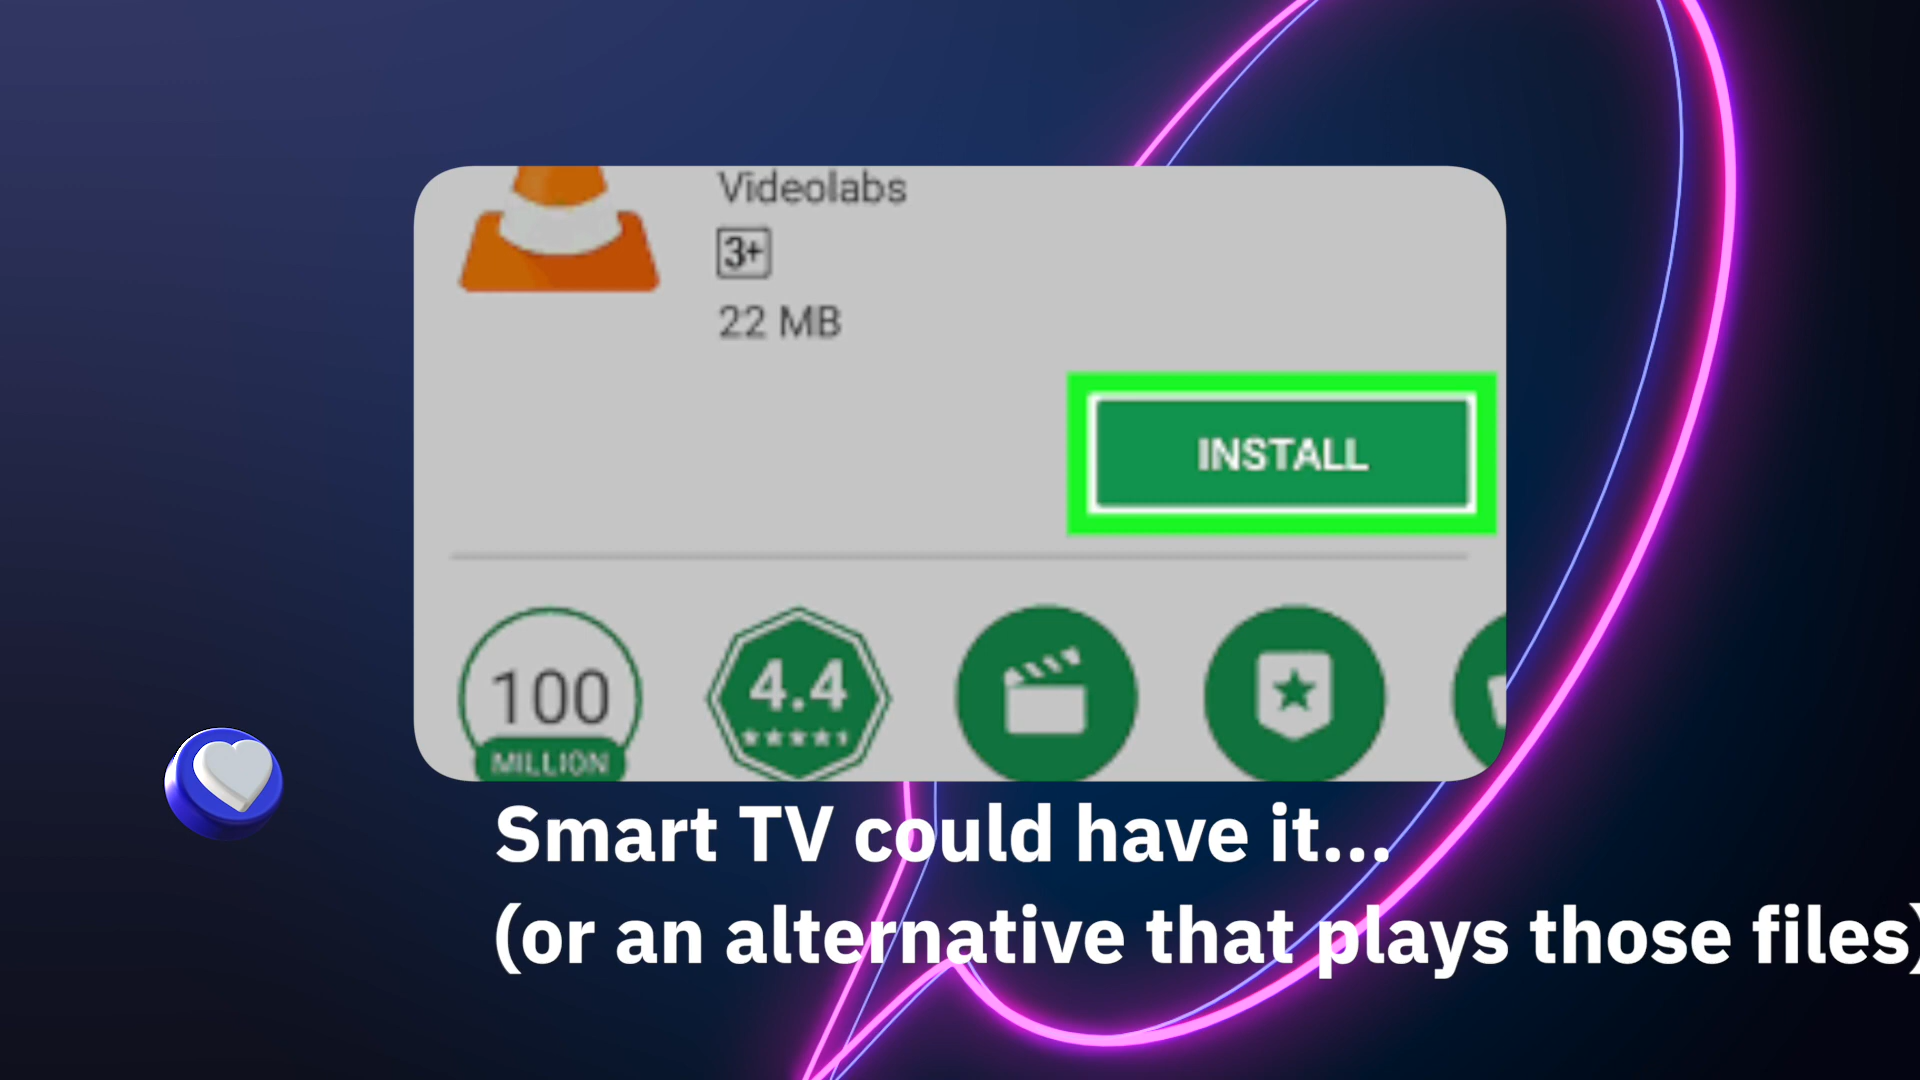 Videolabs
3+
22 MB
INSTALL
100
MILLION
4.4
Smart TV could have it...
(or an alternative that plays those files)